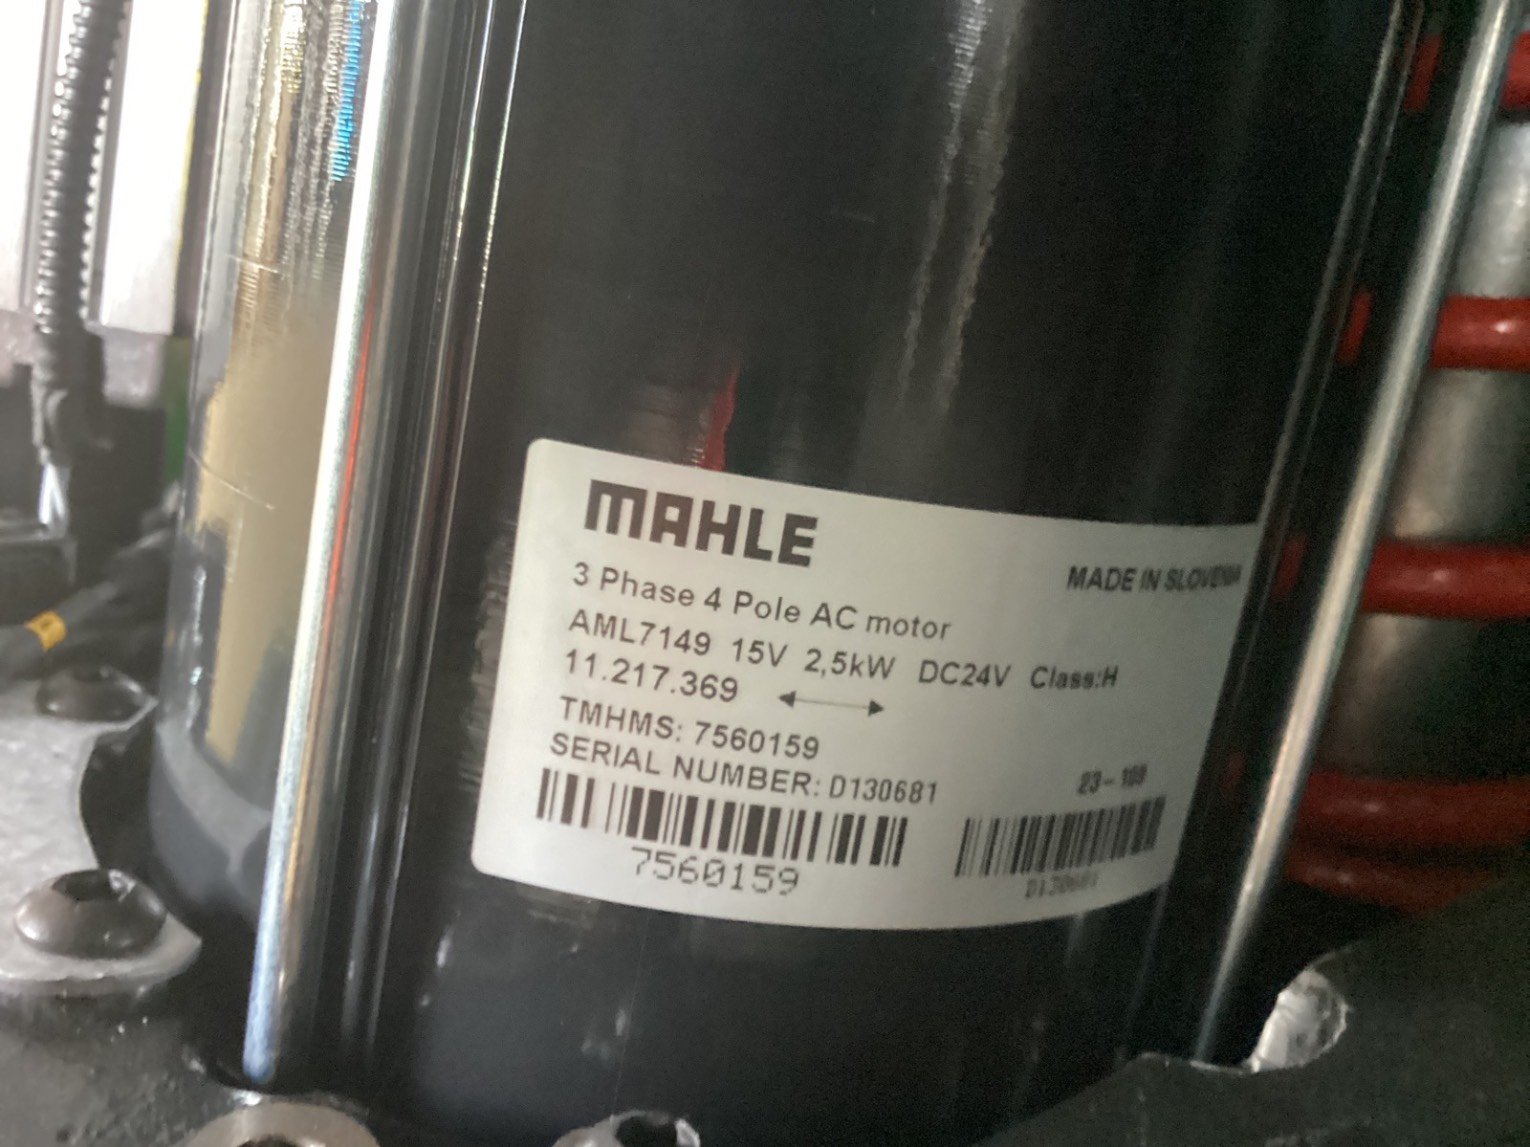 MAHLE
MADE IN SLOVENIA
3 Phase 4 Pole AC motor
AML7149 15V 2,5kW DC24V Class:H
11.217.369
TMHMS: 7560159
SERIAL NUMBER: D130681
7560159
D130681